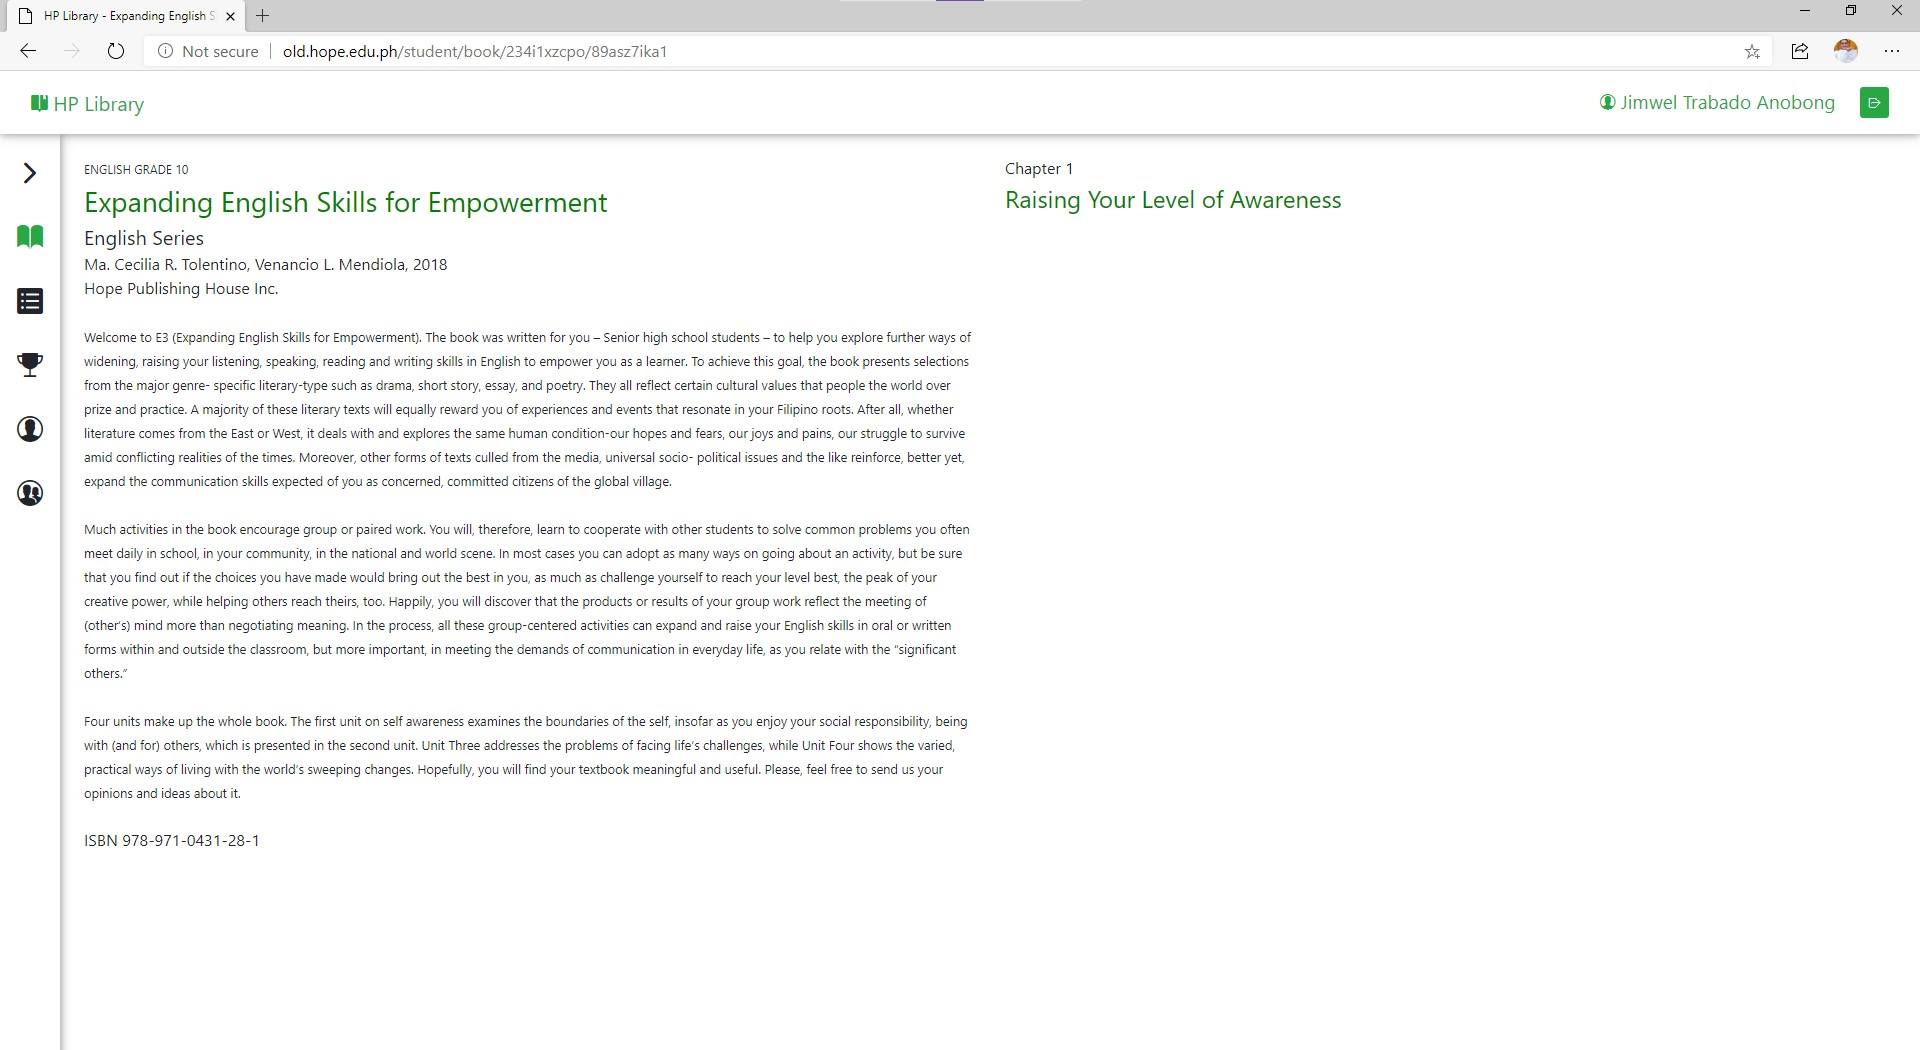 HP Library - Expanding English S
Not secure
old.hope.edu.ph/student/book/234i1xzcpo/89asz7ika1
HP Library
Jimwel Trabado Anobong
ENGLISH GRADE 10
Expanding English Skills for Empowerment
English Series
Ma. Cecilia R. Tolentino, Venancio L. Mendiola, 2018
Hope Publishing House Inc.
Welcome to E3 (Expanding English Skills for Empowerment). The book was written for you – Senior high school students – to help you explore further ways of
widening, raising your listening, speaking, reading and writing skills in English to empower you as a learner. To achieve this goal, the book presents selections
from the major genre- specific literary-type such as drama, short story, essay, and poetry. They all reflect certain cultural values that people the world over
prize and practice. A majority of these literary texts will equally reward you of experiences and events that resonate in your Filipino roots. After all, whether
literature comes from the East or West, it deals with and explores the same human condition-our hopes and fears, our joys and pains, our struggle to survive
amid conflicting realities of the times. Moreover, other forms of texts culled from the media, universal socio- political issues and the like reinforce, better yet,
expand the communication skills expected of you as concerned, committed citizens of the global village.
Much activities in the book encourage group or paired work. You will, therefore, learn to cooperate with other students to solve common problems you often
meet daily in school, in your community, in the national and world scene. In most cases you can adopt as many ways on going about an activity, but be sure
that you find out if the choices you have made would bring out the best in you, as much as challenge yourself to reach your level best, the peak of your
creative power, while helping others reach theirs, too. Happily, you will discover that the products or results of your group work reflect the meeting of
(other's) mind more than negotiating meaning. In the process, all these group-centered activities can expand and raise your English skills in oral or written
forms within and outside the classroom, but more important, in meeting the demands of communication in everyday life, as you relate with the “significant
others.”
Four units make up the whole book. The first unit on self awareness examines the boundaries of the self, insofar as you enjoy your social responsibility, being
with (and for) others, which is presented in the second unit. Unit Three addresses the problems of facing life's challenges, while Unit Four shows the varied,
practical ways of living with the world's sweeping changes. Hopefully, you will find your textbook meaningful and useful. Please, feel free to send us your
opinions and ideas about it.
ISBN 978-971-0431-28-1
Chapter 1
Raising Your Level of Awareness